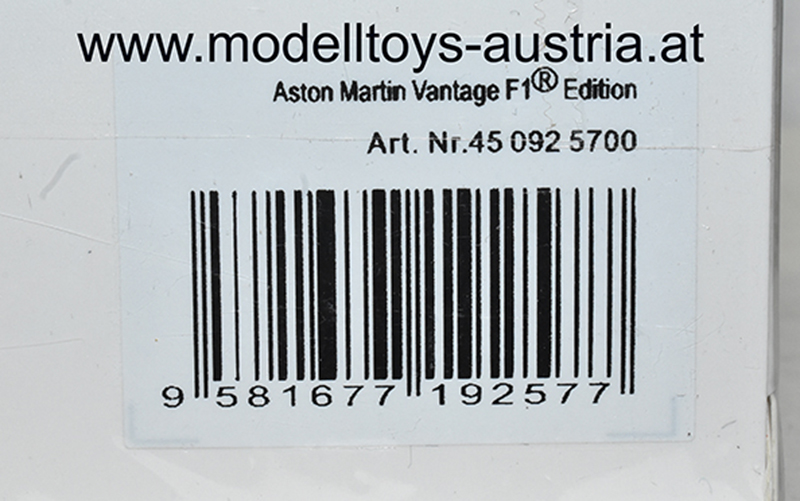 www.modelltoys-austria.at
Aston Martin Vantage F1® Edition
Art. Nr.45 092 5700
9 581677 192577